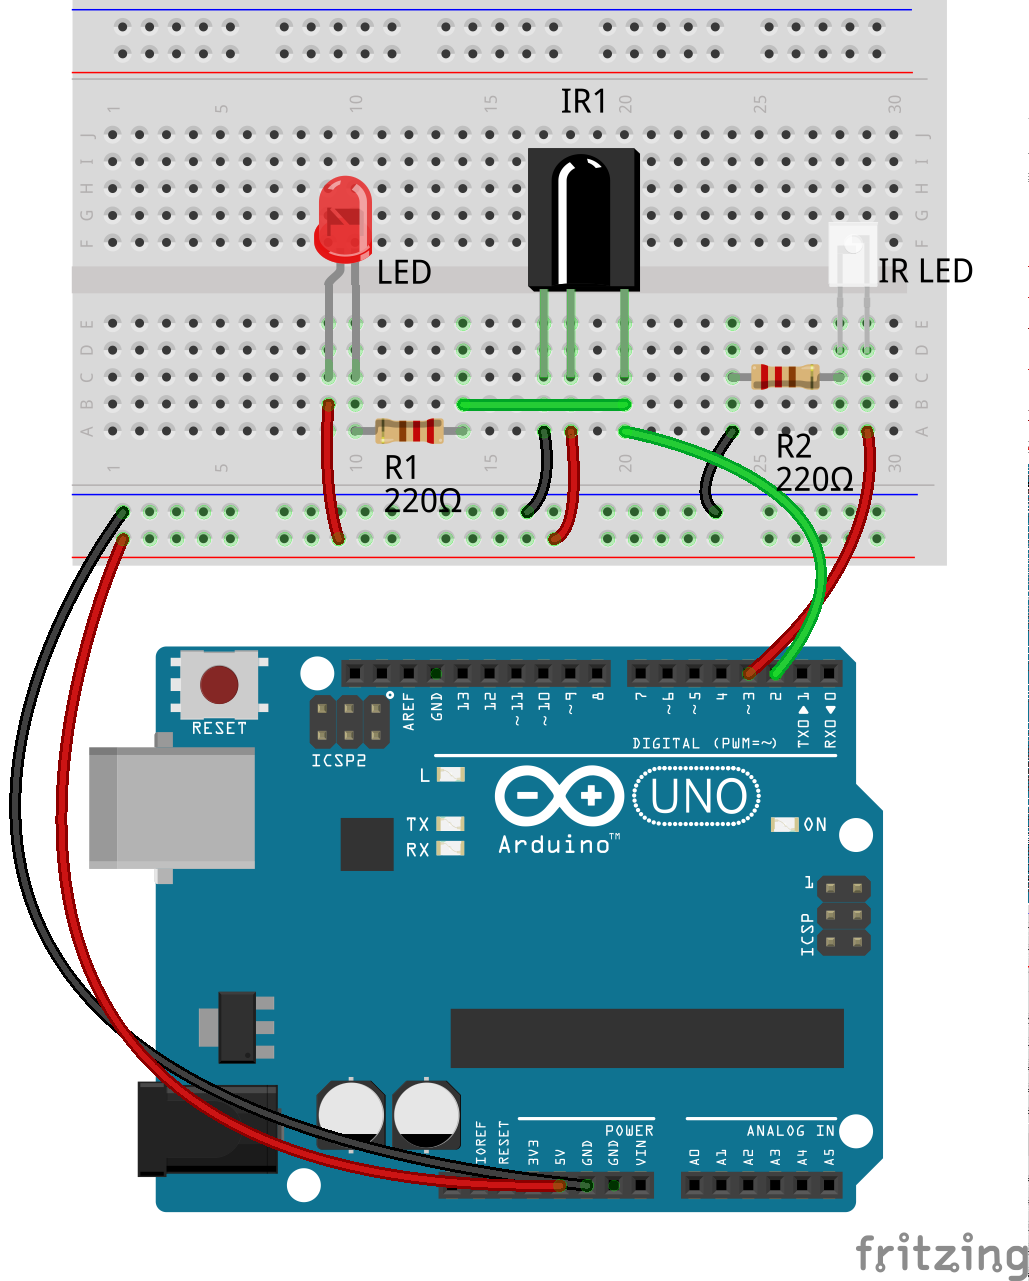 1 5 10 15 20 25 30
IR1
J J
I I
H H
G G
F F
LED
IR LED
E E
D D
C C
B B
A A
1 5 10 15 20 25 30
R1
220Ω
R2
220Ω
RESET
ICSP2
AREF
GND
13
12
~11
~10
~9
8
7
~6
~5
4
~3
2
TXO▶1
RX0◀0
DIGITAL (PWM=~)
L
TX
RX
Arduino™
UNO
ON
1
ICSP
IOREF
RESET
3V3
5V
GND
GND
VIN
POWER
A0
A1
A2
A3
A4
A5
ANALOG IN
fritzing